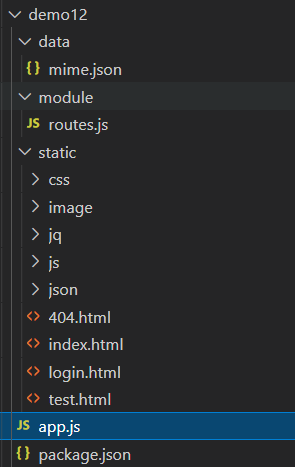 demo12
data
{} mime.json
module
JS routes.js
static
css
image
jq
js
json
<> 404.html
<> index.html
<> login.html
<> test.html
JS app.js
{} package.json